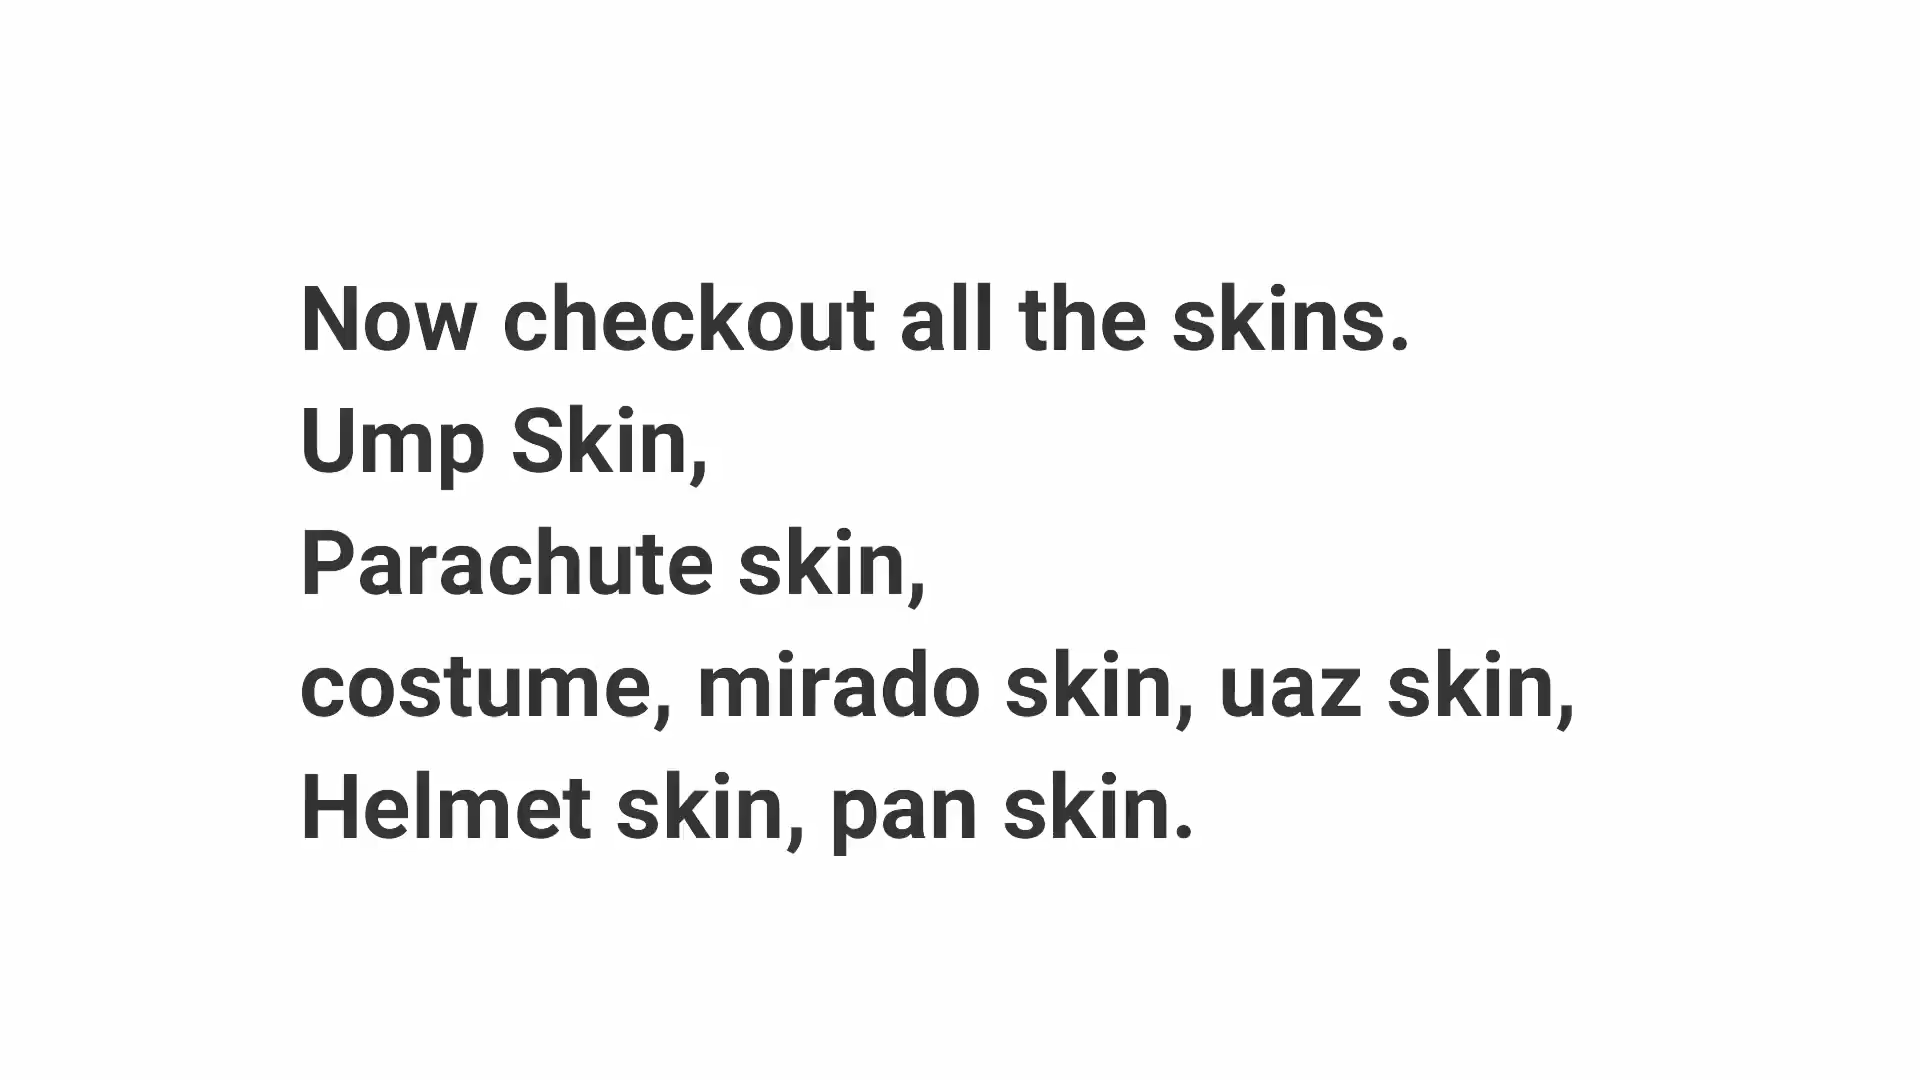 Now checkout all the skins.
Ump Skin,
Parachute skin,
costume, mirado skin, uaz skin,
Helmet skin, pan skin.